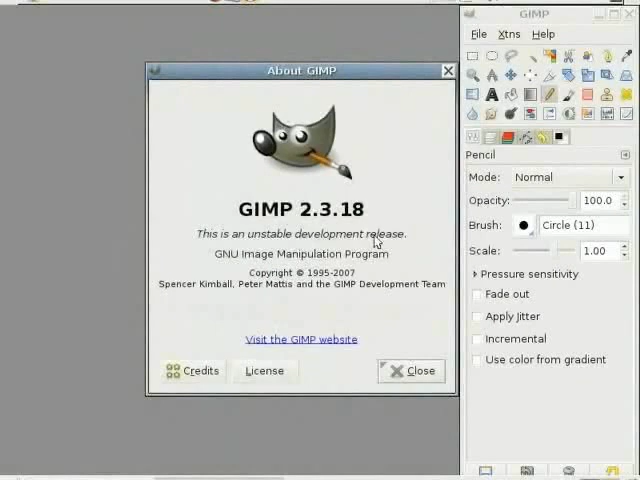 GIMP
File Xtns Help
About GIMP
GIMP 2.3.18
This is an unstable development release.
GNU Image Manipulation Program
Copyright © 1995-2007
Spencer Kimball, Peter Mattis and the GIMP Development Team
Visit the GIMP website
Credits License Close
Pencil
Mode: Normal
Opacity: 100.0
Brush: Circle (11)
Scale: 1.00
Pressure sensitivity
Fade out
Apply Jitter
Incremental
Use color from gradient